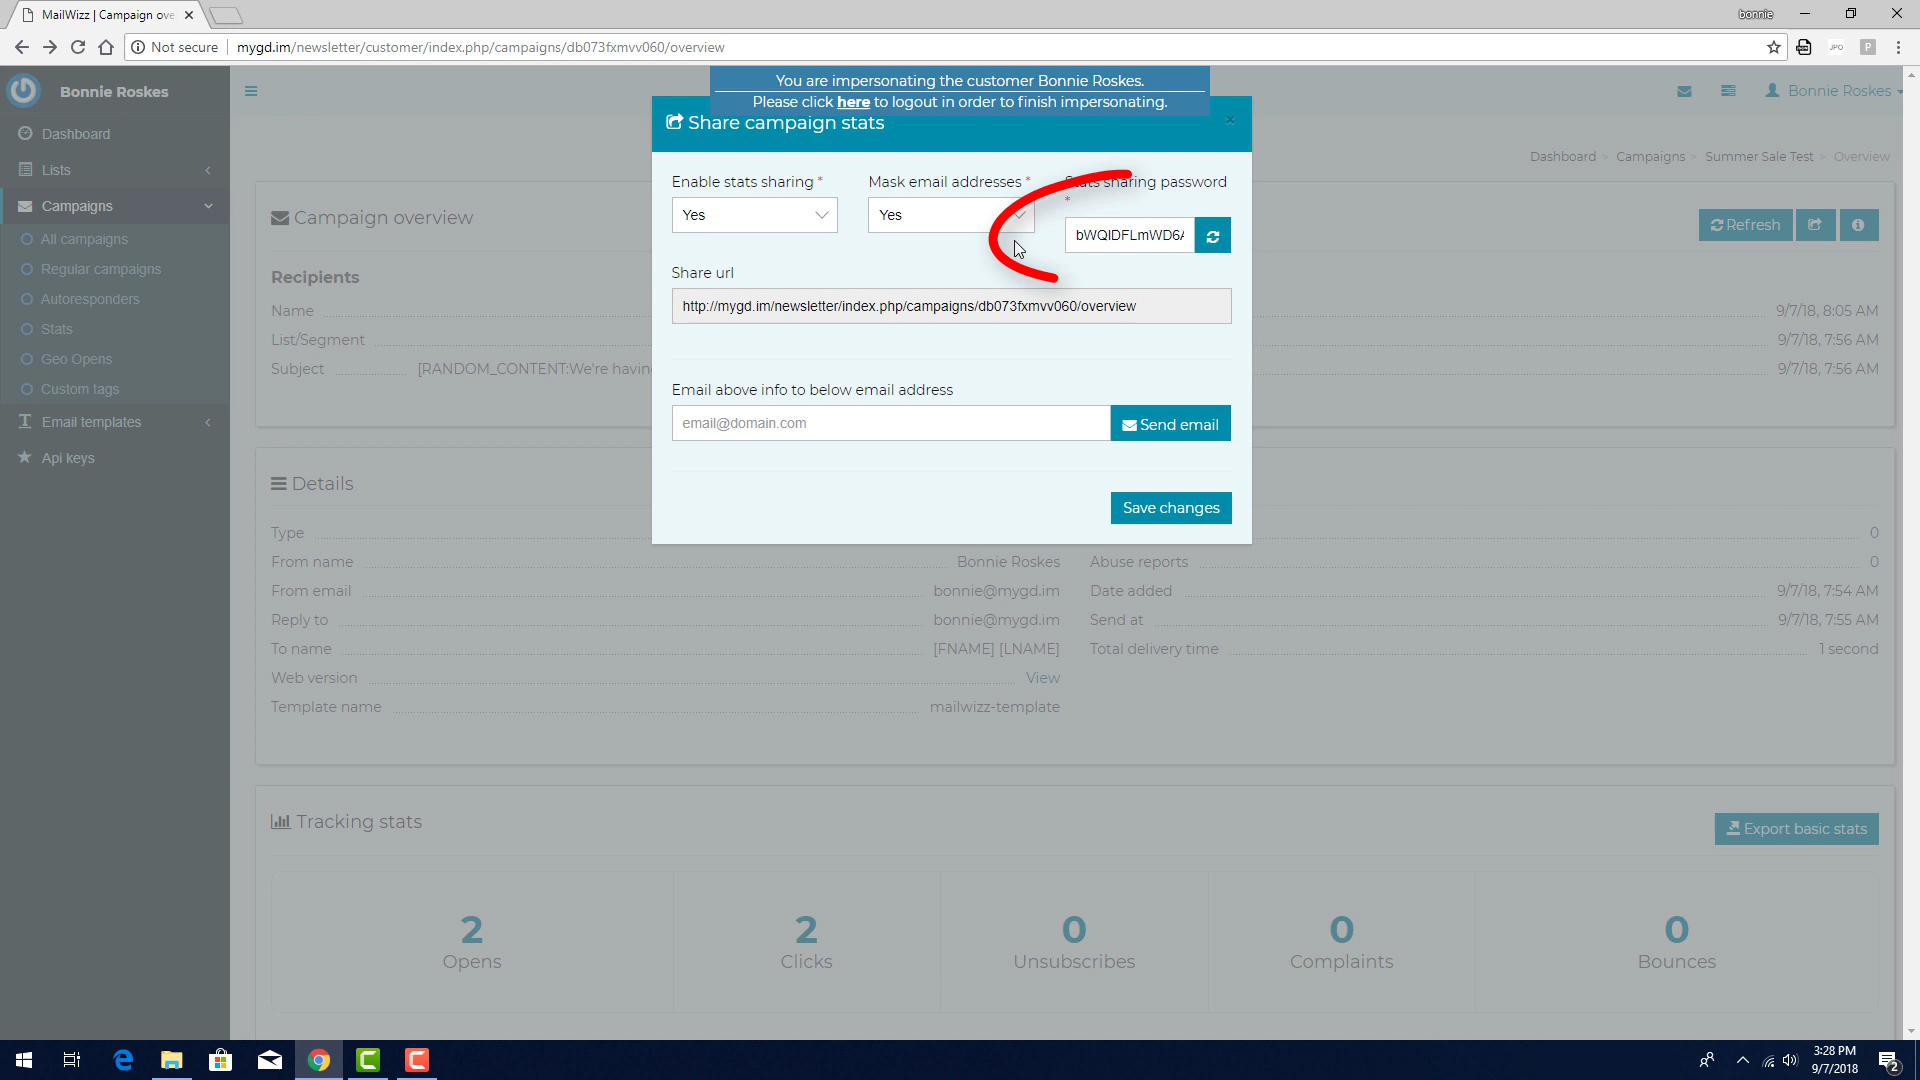 MailWizz | Campaign ove
bonnie
Not secure
mygd.im/newsletter/customer/index.php/campaigns/db073fxmvv060/overview
JPO
P
You are impersonating the customer Bonnie Roskes.
Please click here to logout in order to finish impersonating.
Bonnie Roskes
Bonnie Roskes
Dashboard
Lists
Campaigns
All campaigns
Regular campaigns
Autoresponders
Stats
Geo Opens
Custom tags
Email templates
Api keys
Dashboard > Campaigns > Summer Sale Test > Overview
Share campaign stats
×
Enable stats sharing *
Yes
Mask email addresses *
Yes
Stats sharing password
*
bWQIDFLmWD6A
Share url
http://mygd.im/newsletter/index.php/campaigns/db073fxmvv060/overview
Email above info to below email address
email@domain.com
Send email
Save changes
Campaign overview
Refresh
Recipients
Name
9/7/18, 8:05 AM
List/Segment
9/7/18, 7:56 AM
Subject
[RANDOM_CONTENT:We're havin
9/7/18, 7:56 AM
Details
Type
0
From name
Bonnie Roskes
Abuse reports
0
From email
bonnie@mygd.im
Date added
9/7/18, 7:54 AM
Reply to
bonnie@mygd.im
Send at
9/7/18, 7:55 AM
To name
[FNAME] [LNAME]
Total delivery time
1 second
Web version
View
Template name
mailwizz-template
Tracking stats
Export basic stats
2
Opens
2
Clicks
0
Unsubscribes
0
Complaints
0
Bounces
3:28 PM
9/7/2018
2